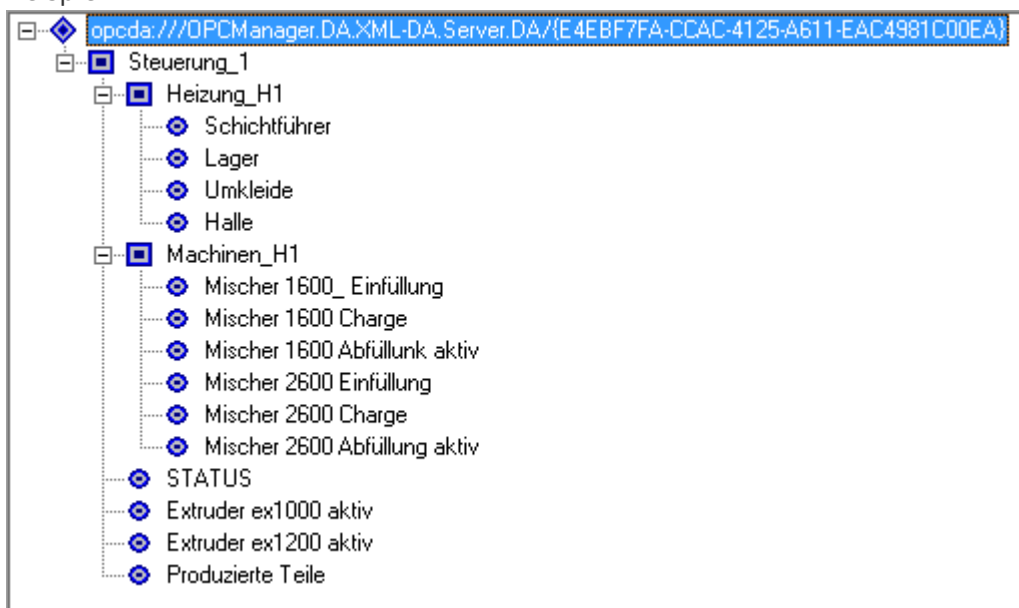 opcda:///OPCManager.DA.XML-DA.Server.DA/{E4EBF7FA-CCAC-4125-A611-EAC4981C00EA}
Steuerung_1
Heizung_H1
Schichtführer
Lager
Umkleide
Halle
Machinen_H1
Mischer 1600_ Einfüllung
Mischer 1600 Charge
Mischer 1600 Abfüllunk aktiv
Mischer 2600 Einfüllung
Mischer 2600 Charge
Mischer 2600 Abfüllung aktiv
STATUS
Extruder ex1000 aktiv
Extruder ex1200 aktiv
Produzierte Teile